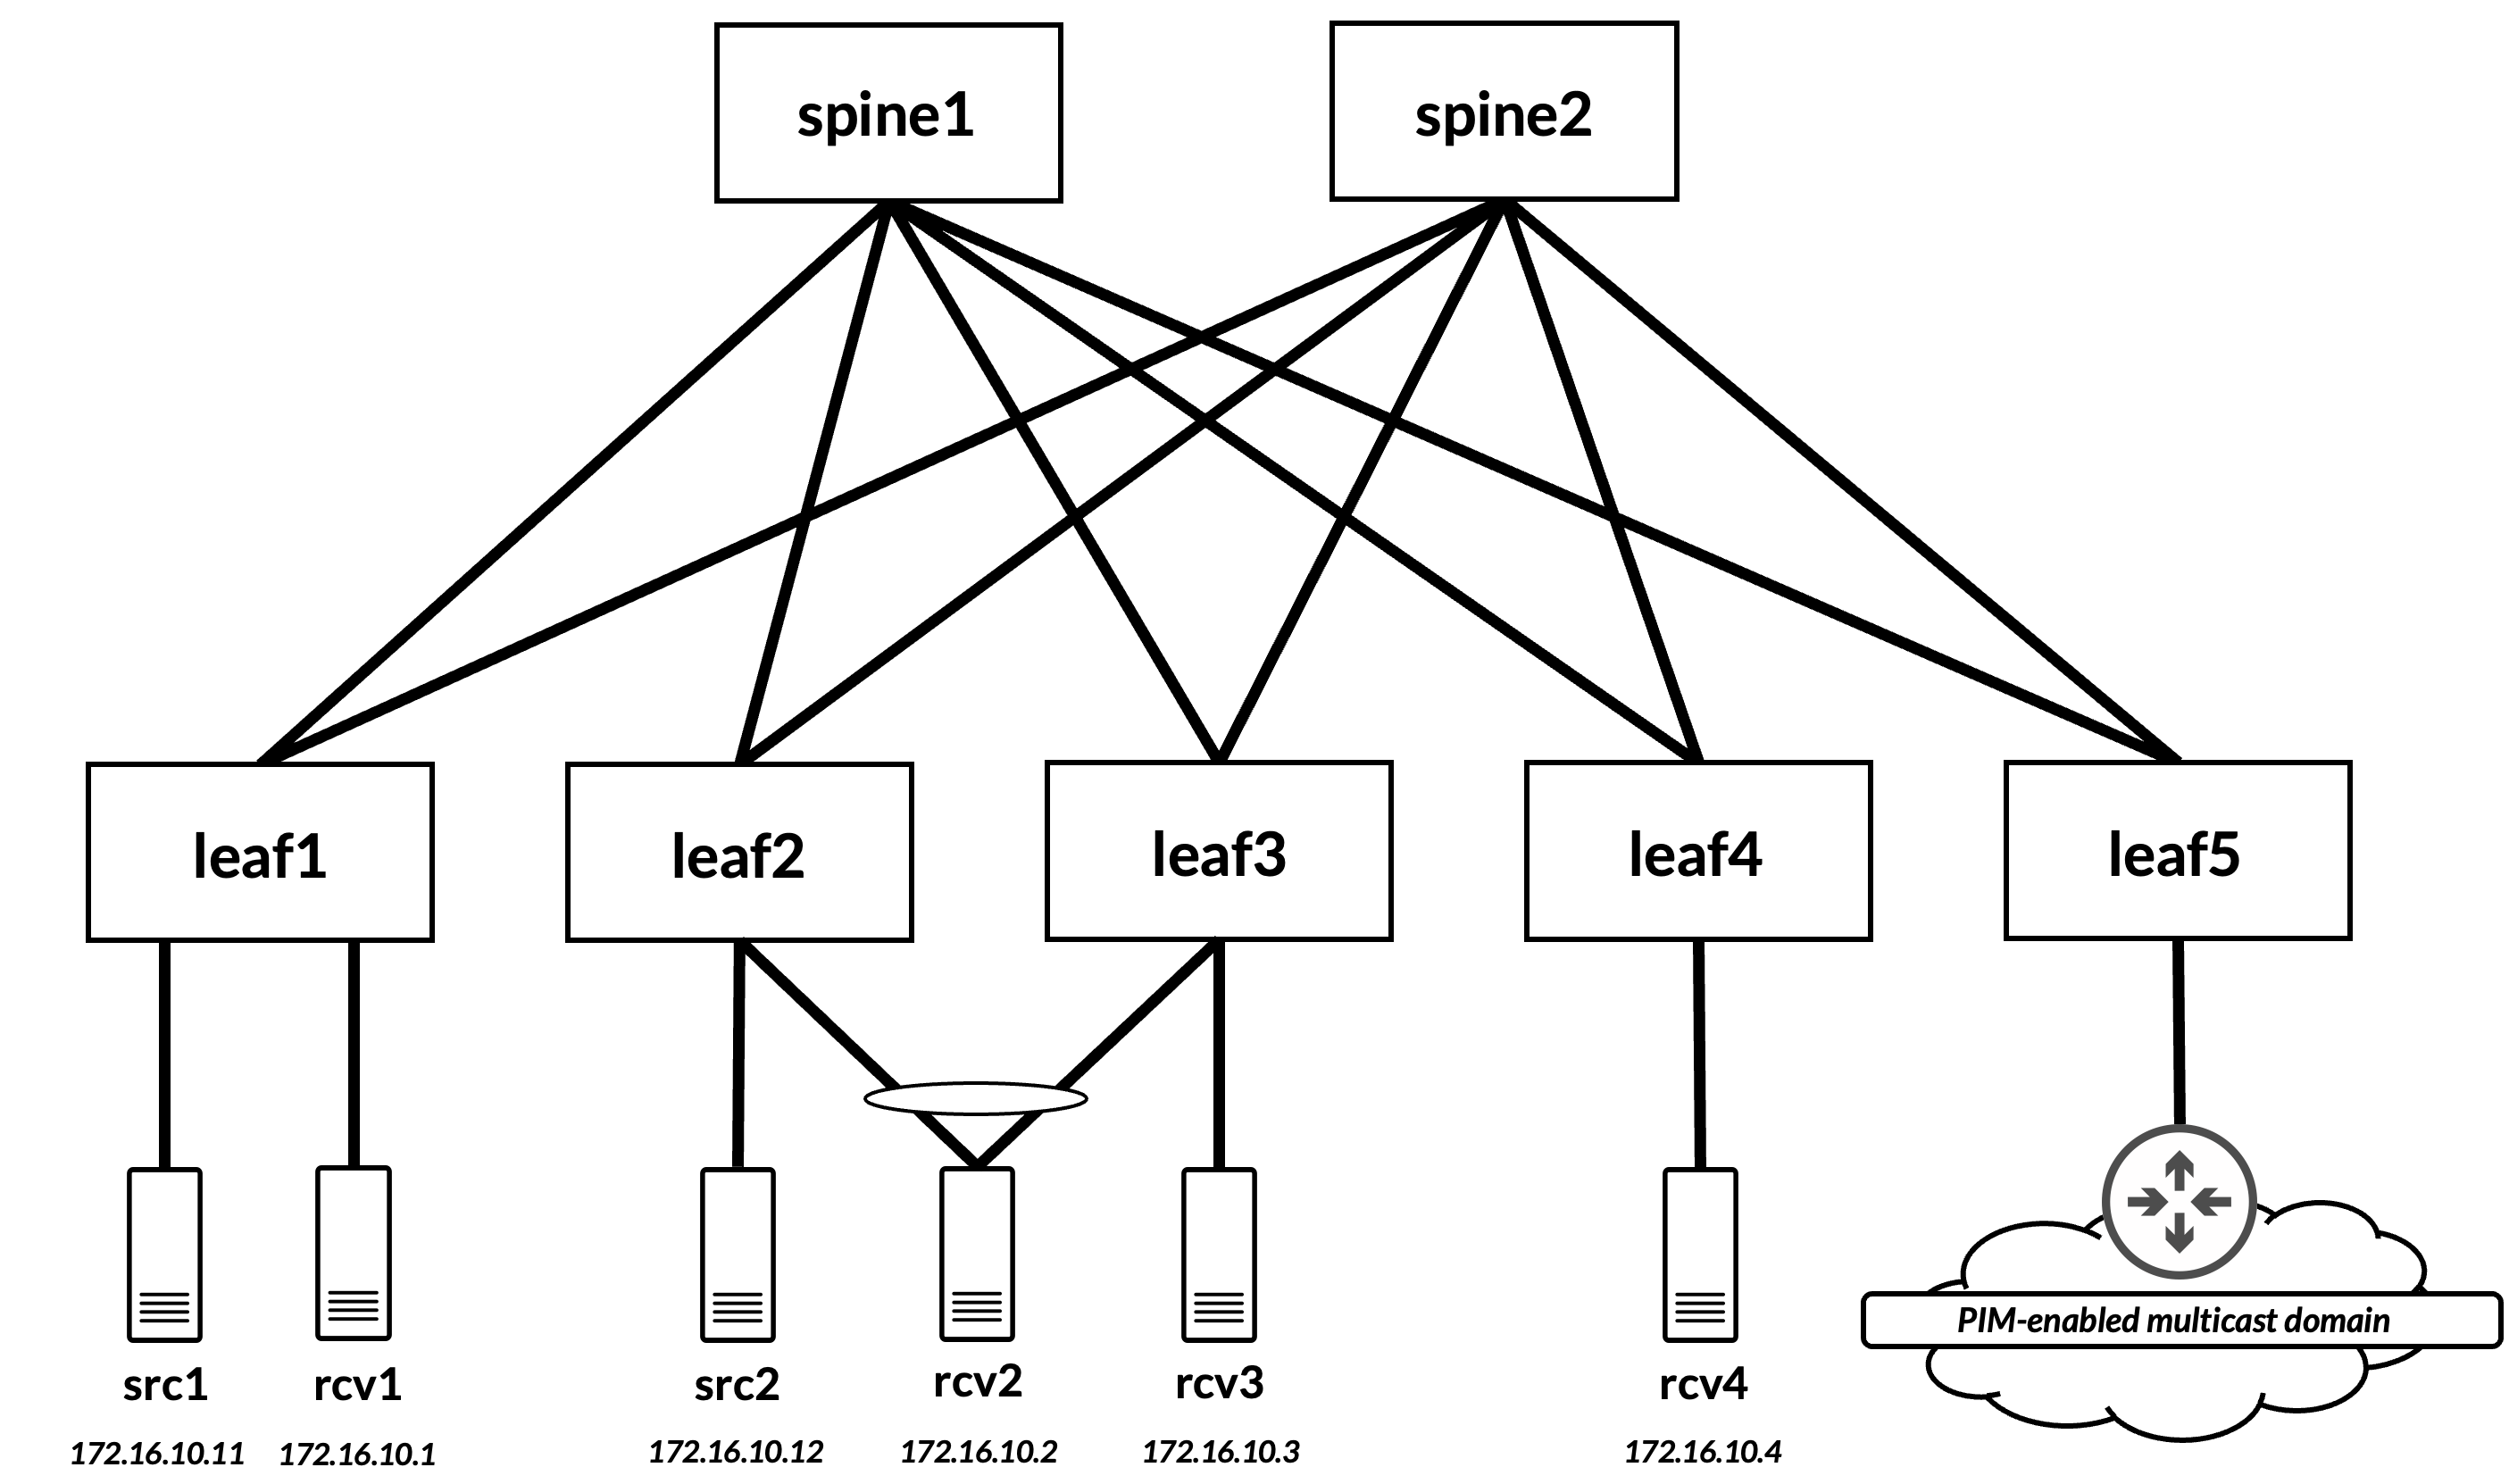 spine1
spine2
leaf1
leaf2
leaf3
leaf4
leaf5
PIM-enabled multicast domain
src1
rcv1
src2
rcv2
rcv3
rcv4
172.16.10.11
172.16.10.1
172.16.10.12
172.16.10.2
172.16.10.3
172.16.10.4